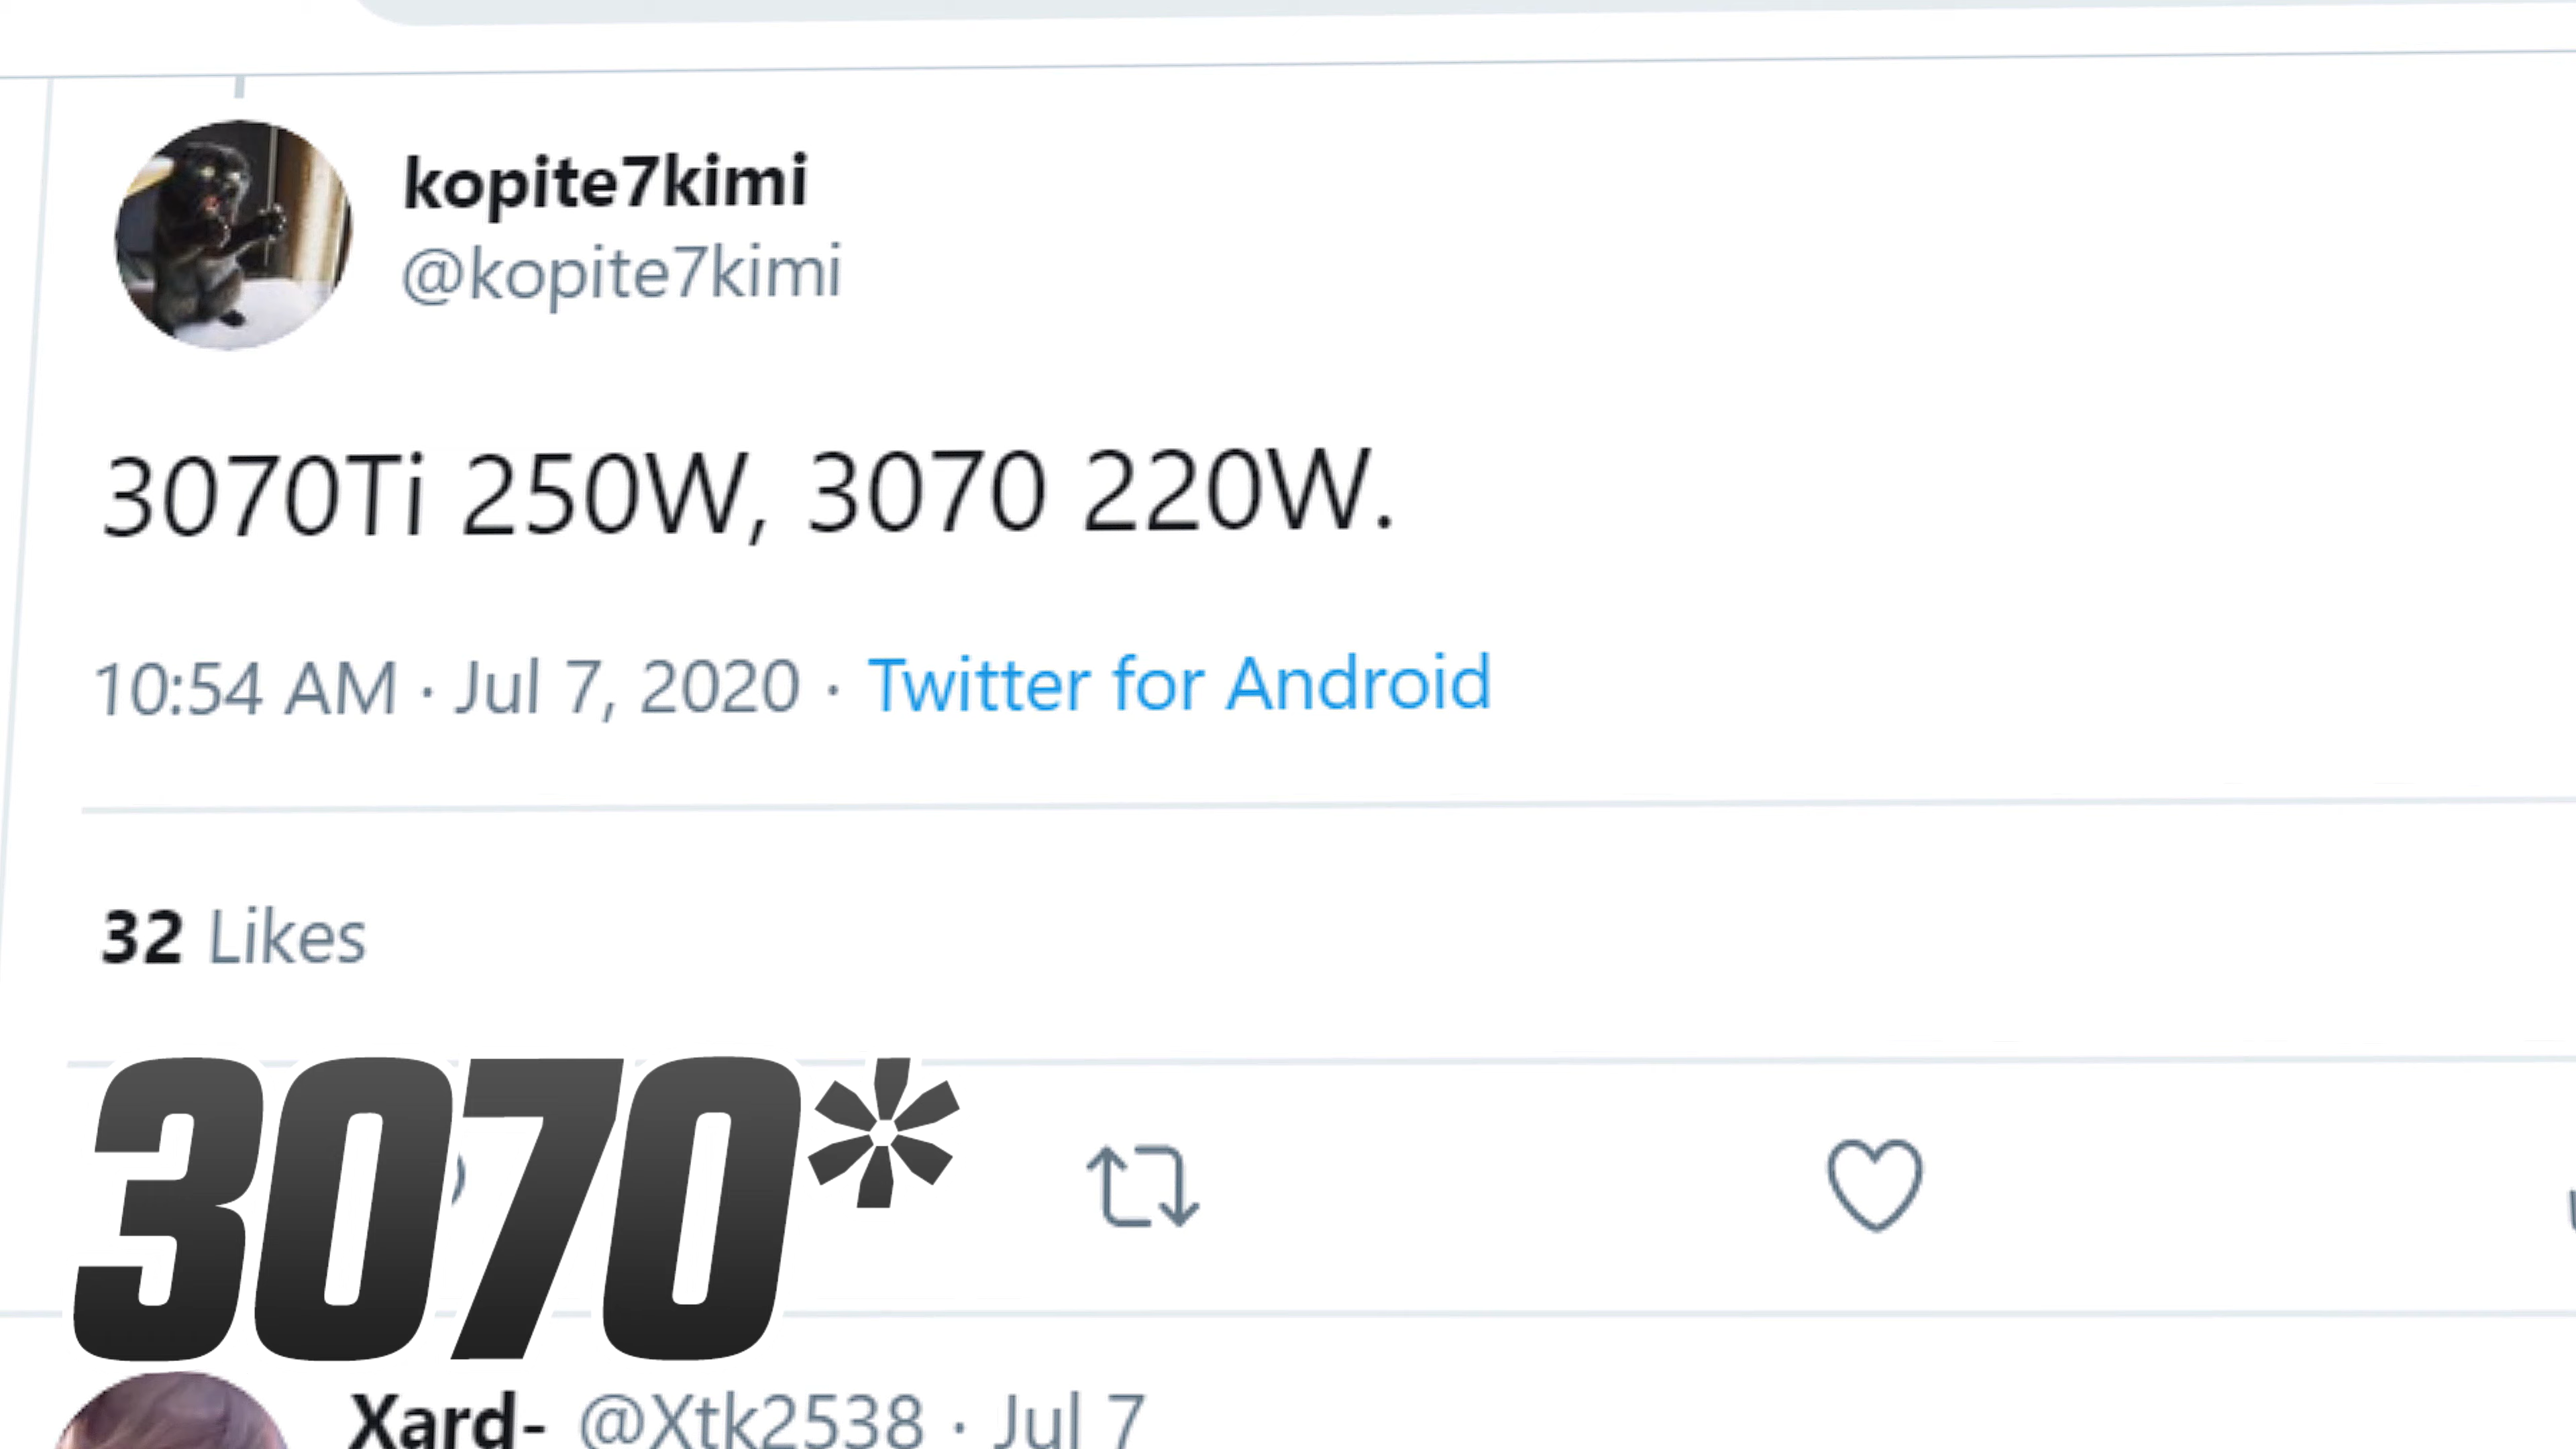 kopite7kimi
@kopite7kimi
3070Ti 250W, 3070 220W.
10:54 AM · Jul 7, 2020 · Twitter for Android
32 Likes
3070*
Xard- @Xtk2538 · Jul 7